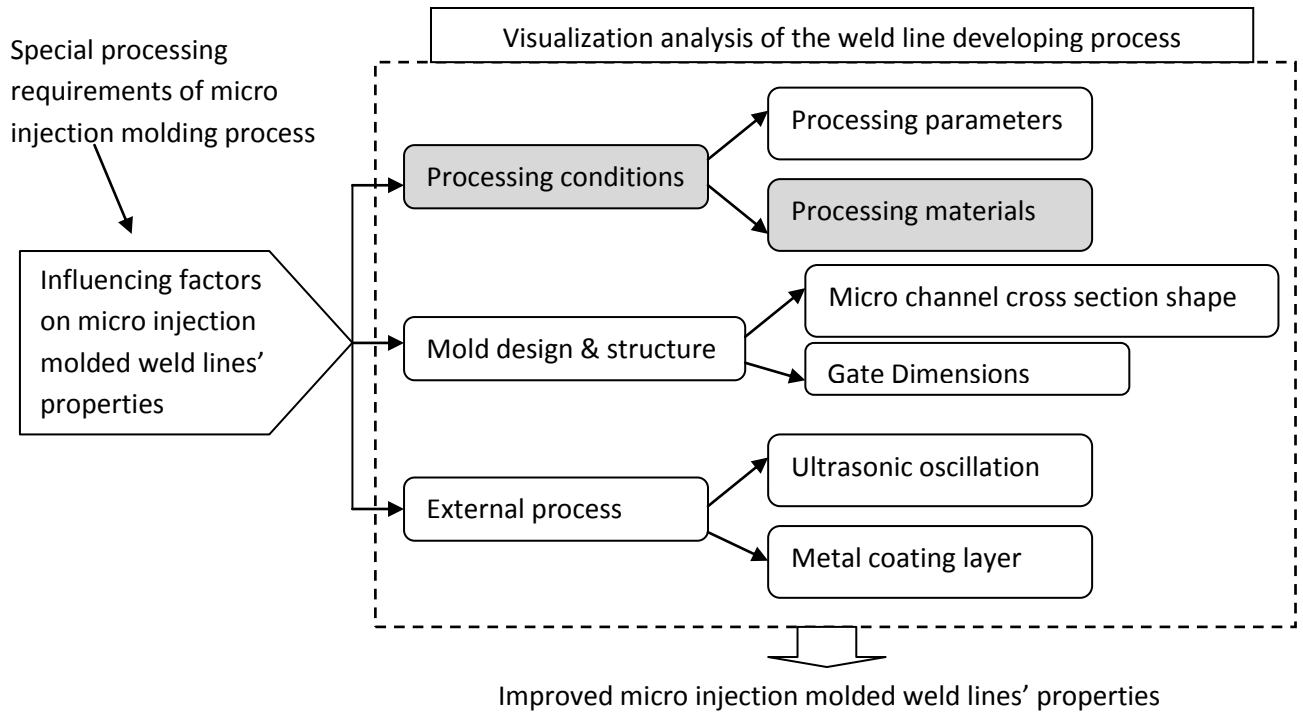 Special processing
requirements of micro
injection molding process
Visualization analysis of the weld line developing process
Processing parameters
Processing conditions
Processing materials
Influencing factors
on micro injection
molded weld lines’
properties
Micro channel cross section shape
Mold design & structure
Gate Dimensions
Ultrasonic oscillation
External process
Metal coating layer
Improved micro injection molded weld lines’ properties